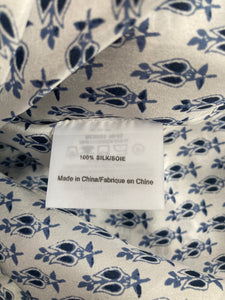 100% SILK/SOIE
Made in China/Fabrique en Chine